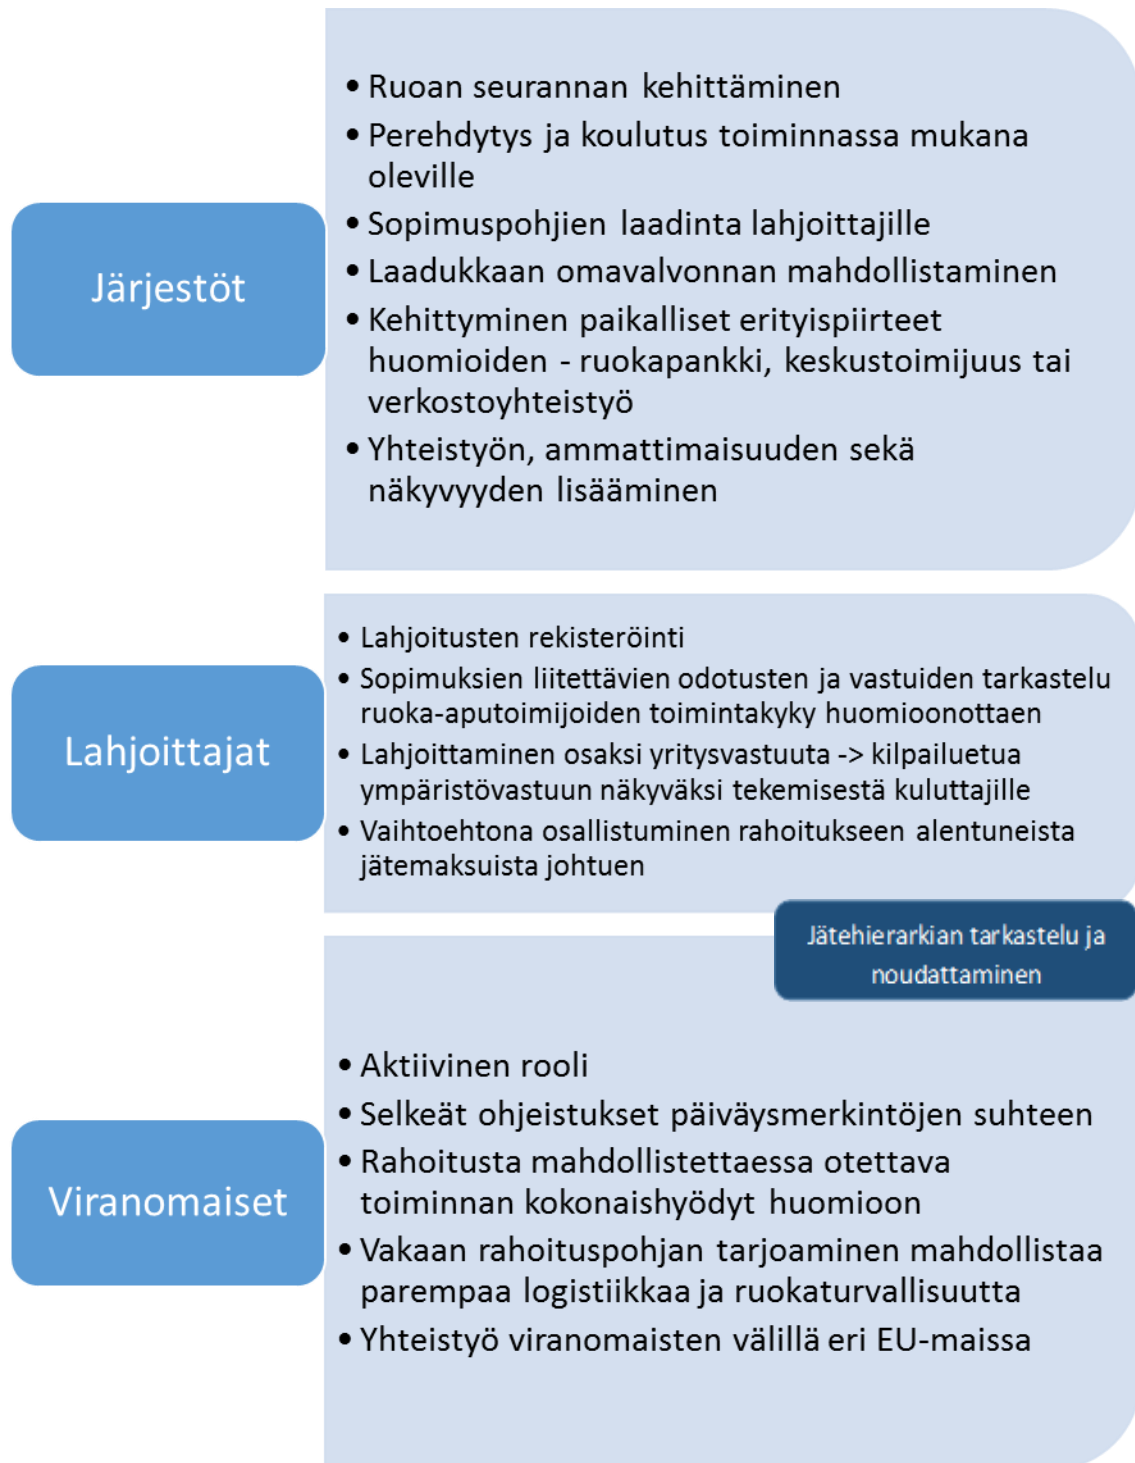 Järjestöt
• Ruoan seurannan kehittäminen
• Perehdytys ja koulutus toiminnassa mukana
oleville
• Sopimuspohjien laadinta lahjoittajille
• Laadukkaan omavalvonnan mahdollistaminen
• Kehittyminen paikalliset erityispiirteet
huomioiden - ruokapankki, keskustoimijuus tai
verkostoyhteistyö
• Yhteistyön, ammattimaisuuden sekä
näkyvyyden lisääminen
Lahjoittajat
• Lahjoitusten rekisteröinti
• Sopimuksien liitettävien odotusten ja vastuiden tarkastelu
ruoka-aputoimijoiden toimintakyky huomioonottaen
• Lahjoittaminen osaksi yritysvastuuta -> kilpailuetua
ympäristövastuun näkyväksi tekemisestä kuluttajille
• Vaihtoehtona osallistuminen rahoitukseen alentuneista
jätemaksuista johtuen
Jätehierarkian tarkastelu ja
noudattaminen
Viranomaiset
• Aktiivinen rooli
• Selkeät ohjeistukset päiväysmerkintöjen suhteen
• Rahoitusta mahdollistettaessa otettava
toiminnan kokonaishyödyt huomioon
• Vakaan rahoituspohjan tarjoaminen mahdollistaa
parempaa logistiikkaa ja ruokaturvallisuutta
• Yhteistyö viranomaisten välillä eri EU-maissa